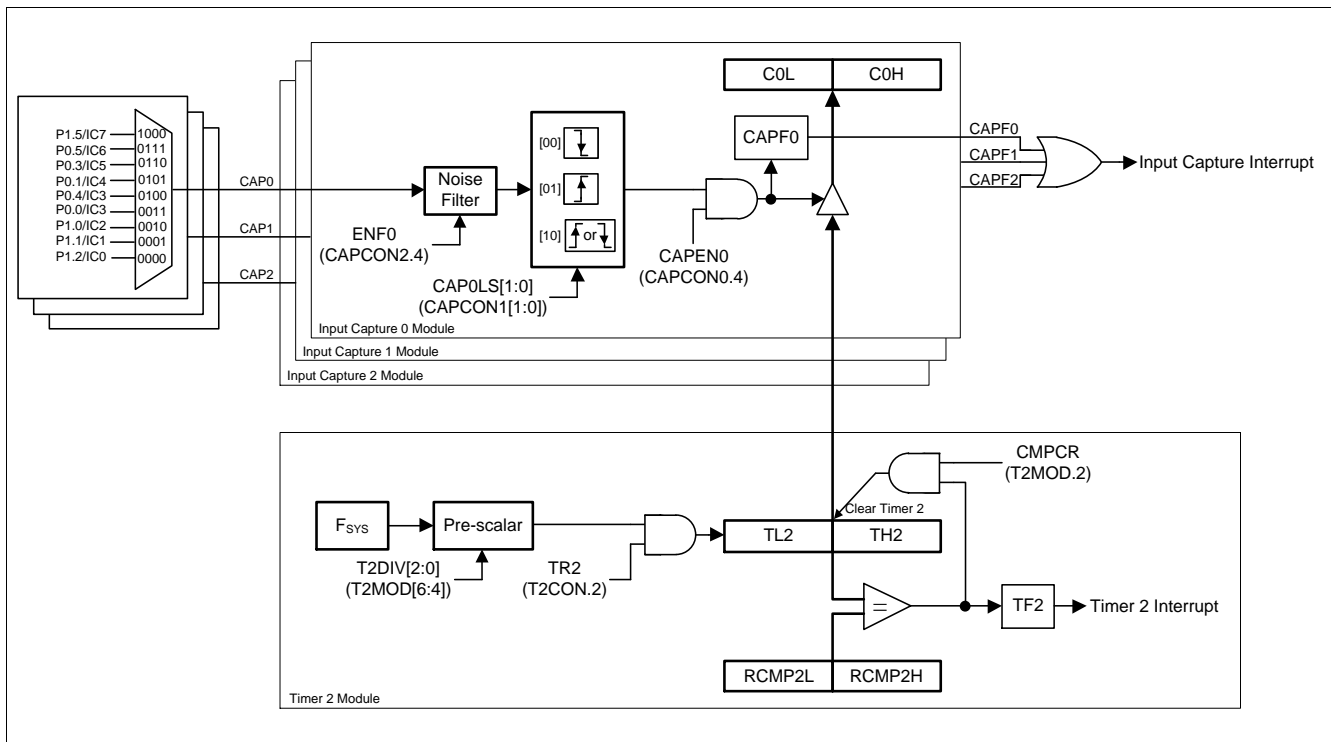 C0L C0H
P1.5/IC7 1000
P0.5/IC6 0111
P0.3/IC5 0110
P0.1/IC4 0101
P0.4/IC3 0100
P0.0/IC3 0011
P1.0/IC2 0010
P1.1/IC1 0001
P1.2/IC0 0000
CAP0
CAP1
CAP2
Noise
Filter
ENF0
(CAPCON2.4)
[00]
[01]
[10] or
CAP0LS[1:0]
(CAPCON1[1:0])
CAPEN0
(CAPCON0.4)
CAPF0
CAPF0
CAPF1
CAPF2
Input Capture Interrupt
Input Capture 0 Module
Input Capture 1 Module
Input Capture 2 Module
CMPCR
(T2MOD.2)
Clear Timer 2
FSYS
Pre-scalar
T2DIV[2:0]
(T2MOD[6:4])
TR2
(T2CON.2)
TL2 TH2
=
TF2
Timer 2 Interrupt
RCMP2L RCMP2H
Timer 2 Module